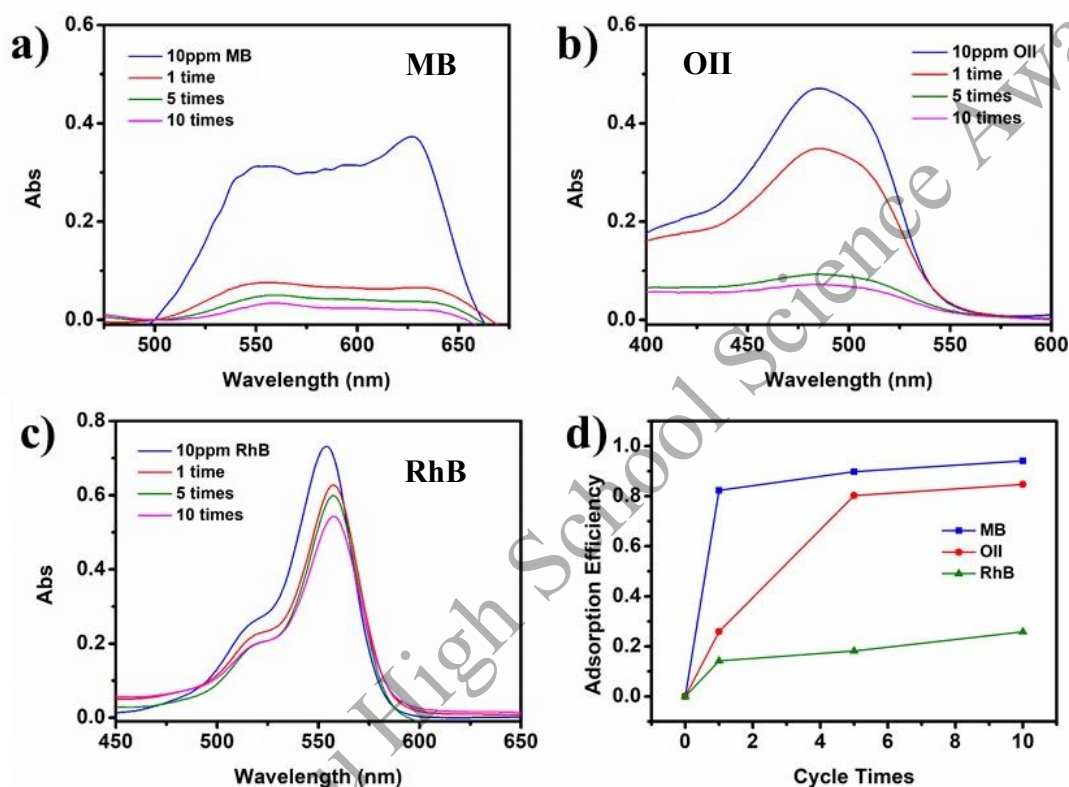 a)
MB
10ppm MB
1 time
5 times
10 times
Abs
0.6
0.4
0.2
0.0
500
550
600
650
Wavelength (nm)
b)
OII
10ppm OII
1 time
5 times
10 times
Abs
0.6
0.4
0.2
0.0
400
450
500
550
600
Wavelength (nm)
c)
RhB
10ppm RhB
1 time
5 times
10 times
Abs
0.8
0.6
0.4
0.2
0.0
450
500
550
600
650
Wavelength (nm)
d)
MB
OII
RhB
Adsorption Efficiency
1.0
0.8
0.6
0.4
0.2
0.0
0
2
4
6
8
10
Cycle Times
High School Science